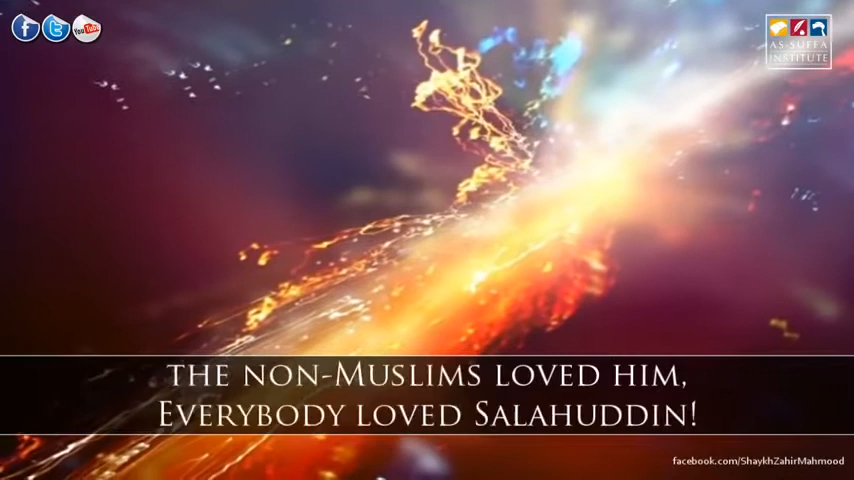 f t You Tube
AS-SUFFA
INSTITUTE
THE NON-MUSLIMS LOVED HIM,
EVERYBODY LOVED SALAHUDDIN!
facebook.com/ShaykhZahirMahmood